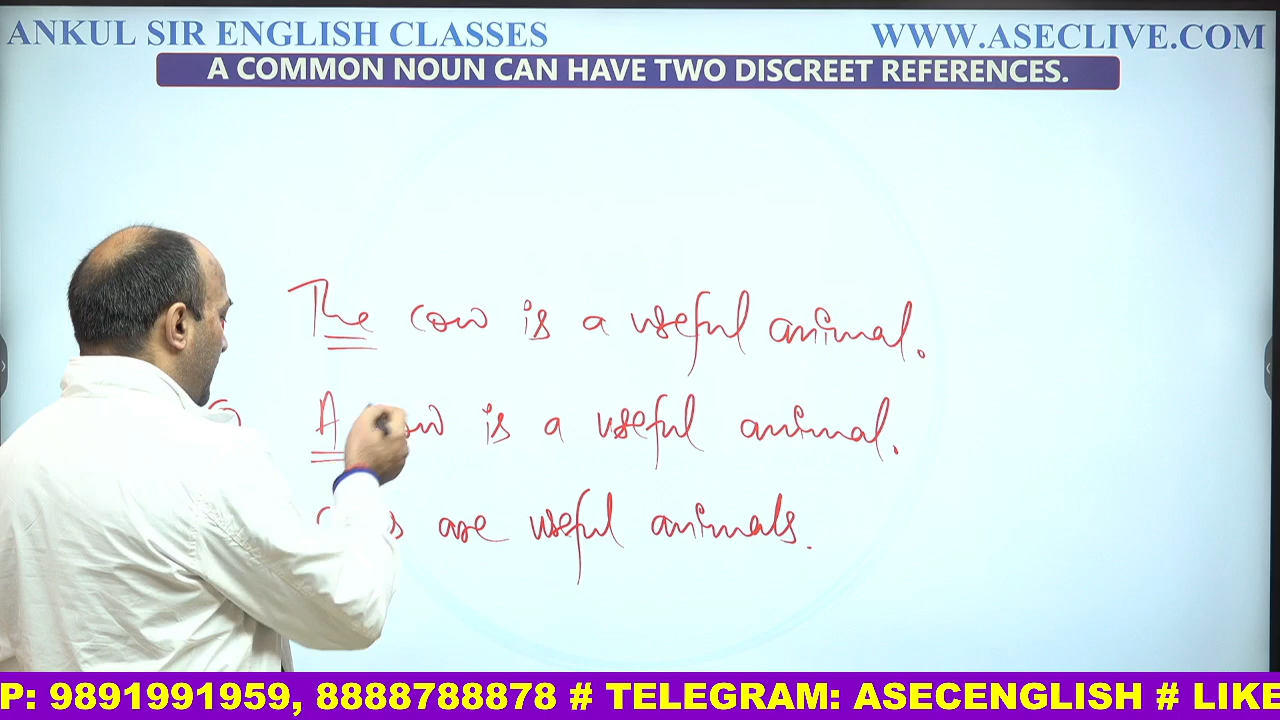 ANKUL SIR ENGLISH CLASSES
WWW.ASECLIVE.COM
A COMMON NOUN CAN HAVE TWO DISCREET REFERENCES.
The cow is a useful animal.
A is a useful animal.
are useful animals.
P: 9891991959, 8888788878 # TELEGRAM: ASECENGLISH # LIKE